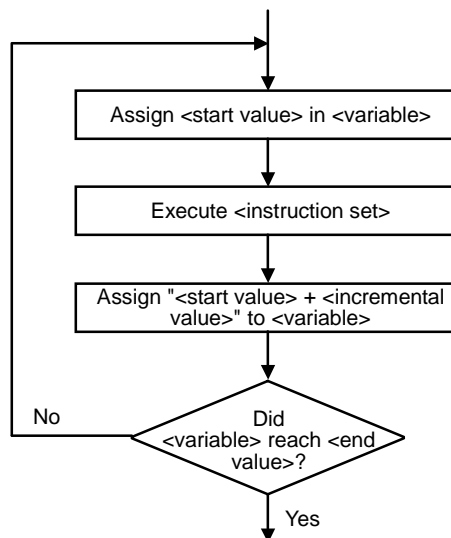 Assign <start value> in <variable>
Execute <instruction set>
Assign "<start value> + <incremental
value>" to <variable>
Did
<variable> reach <end
value>?
No
Yes